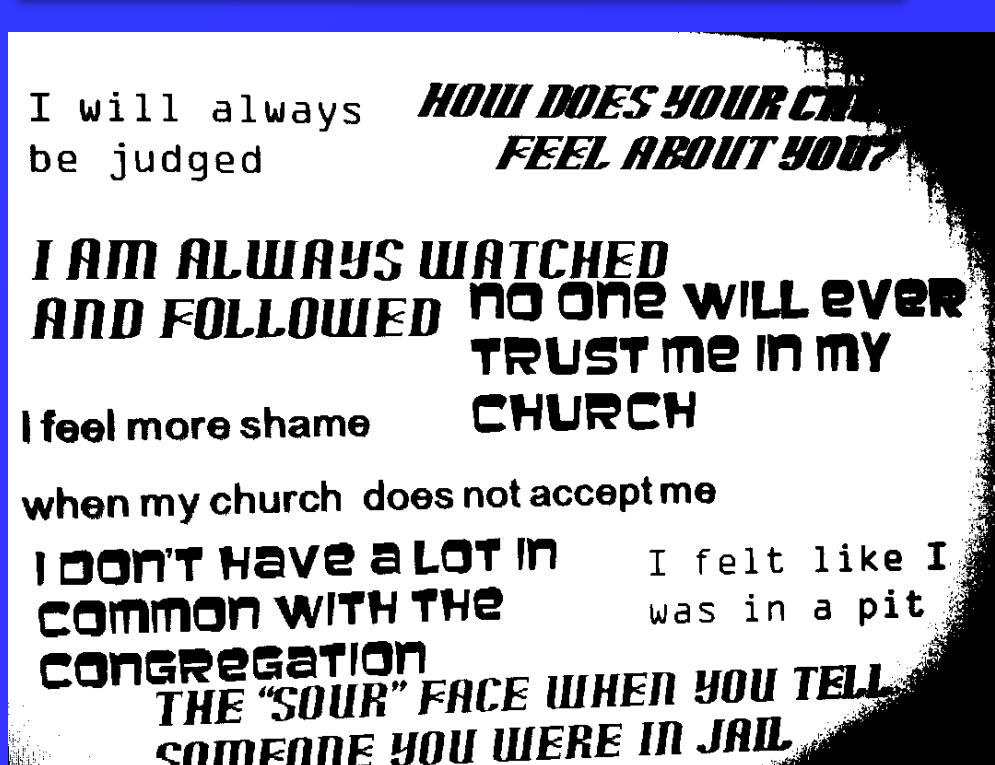 I will always
be judged
HOW DOES YOUR
FEEL ABOUT YOU?
I AM ALWAYS WATCHED
AND FOLLOWED
no one WILL EVER
TRUST me In mY
CHURCH
I feel more shame
when my church does not accept me
I DON'T Have a LOT In
common WITH THe
conGReGaTIon
I felt like I
was in a pit
THE "SOUR" FACE WHEN YOU TELL
SOMEONE YOU WERE IN JAIL